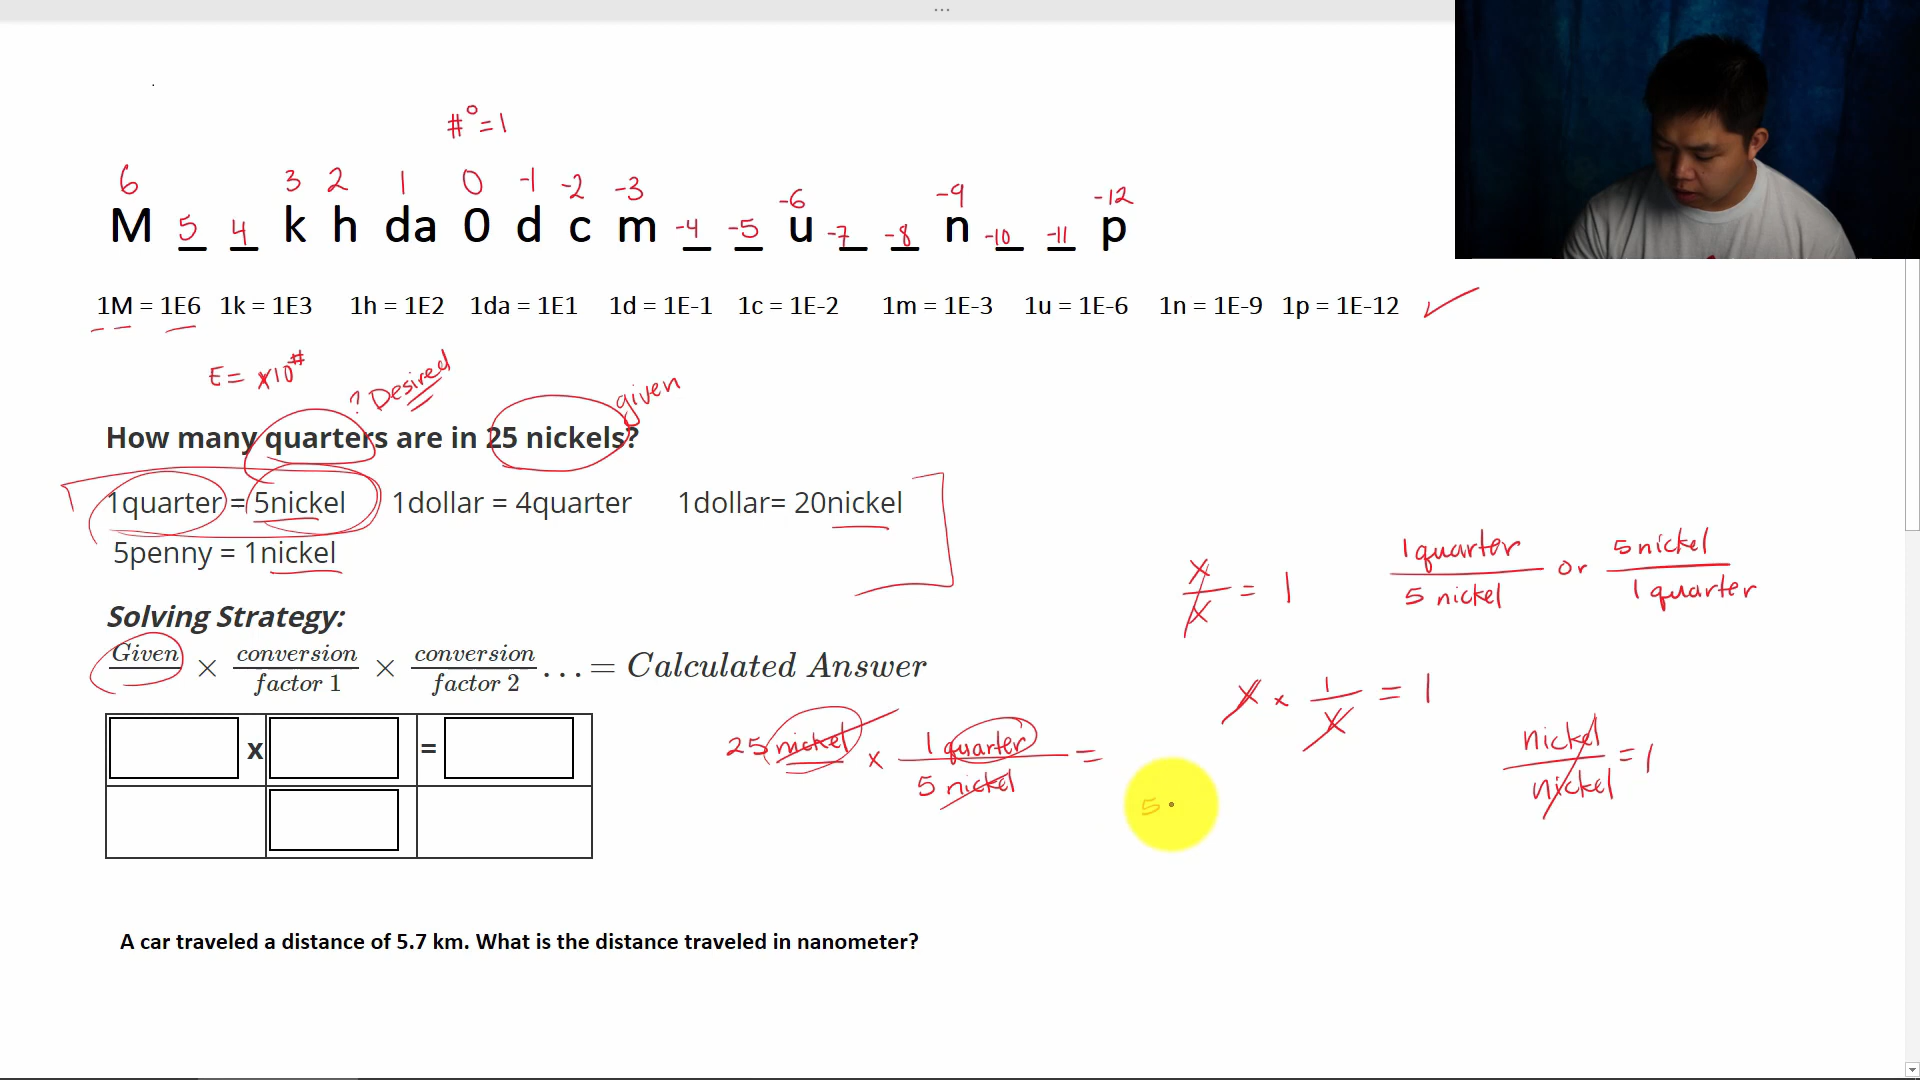 #⁰=1
6 3 2 1 0 -1 -2 -3 -6 -9 -12
M 5 4 k h da 0 d c m -4 -5 u -7 -8 n -10 -11 p
1M = 1E6 1k = 1E3 1h = 1E2 1da = 1E1 1d = 1E-1 1c = 1E-2 1m = 1E-3 1u = 1E-6 1n = 1E-9 1p = 1E-12
E= x10^#
? Desired
given
How many quarters are in 25 nickels?
1quarter = 5nickel 1dollar = 4quarter 1dollar= 20nickel
5penny = 1nickel
x/x = 1
1 quarter/5 nickel or 5 nickel/1 quarter
Solving Strategy:
Given × conversion factor 1 × conversion factor 2 ... = Calculated Answer
x x 1/x = 1
x =
25 nickel x 1 quarter/5 nickel =
5
nickel/nickel = 1
A car traveled a distance of 5.7 km. What is the distance traveled in nanometer?